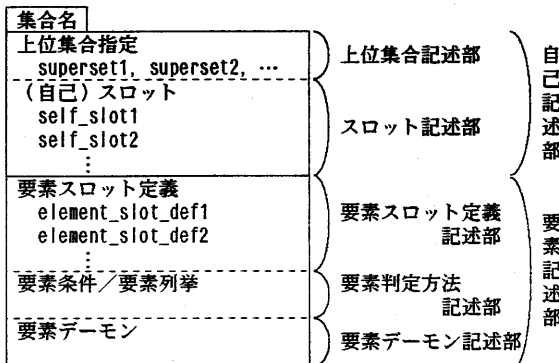 集合名
上位集合指定
superset1, superset2, …
上位集合記述部
(自己)スロット
self_slot1
self_slot2
⋮
スロット記述部
自己記述部
要素スロット定義
element_slot_def1
element_slot_def2
⋮
要素スロット定義
記述部
要素条件/要素列挙
要素判定方法
記述部
要素デーモン
要素デーモン記述部
要素記述部